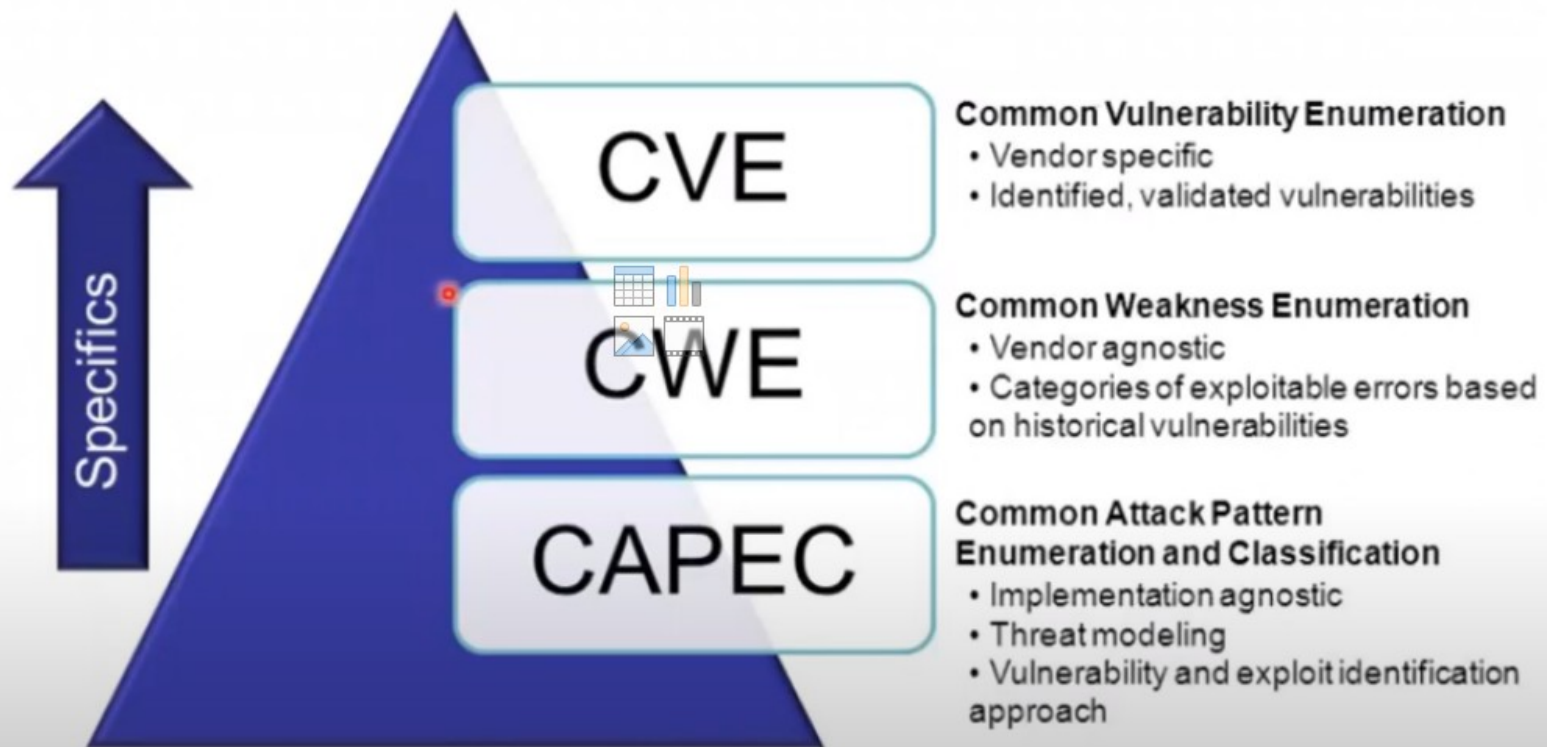 Specifics
CVE
Common Vulnerability Enumeration
• Vendor specific
• Identified, validated vulnerabilities
CWE
Common Weakness Enumeration
• Vendor agnostic
• Categories of exploitable errors based
on historical vulnerabilities
CAPEC
Common Attack Pattern
Enumeration and Classification
• Implementation agnostic
• Threat modeling
• Vulnerability and exploit identification
approach